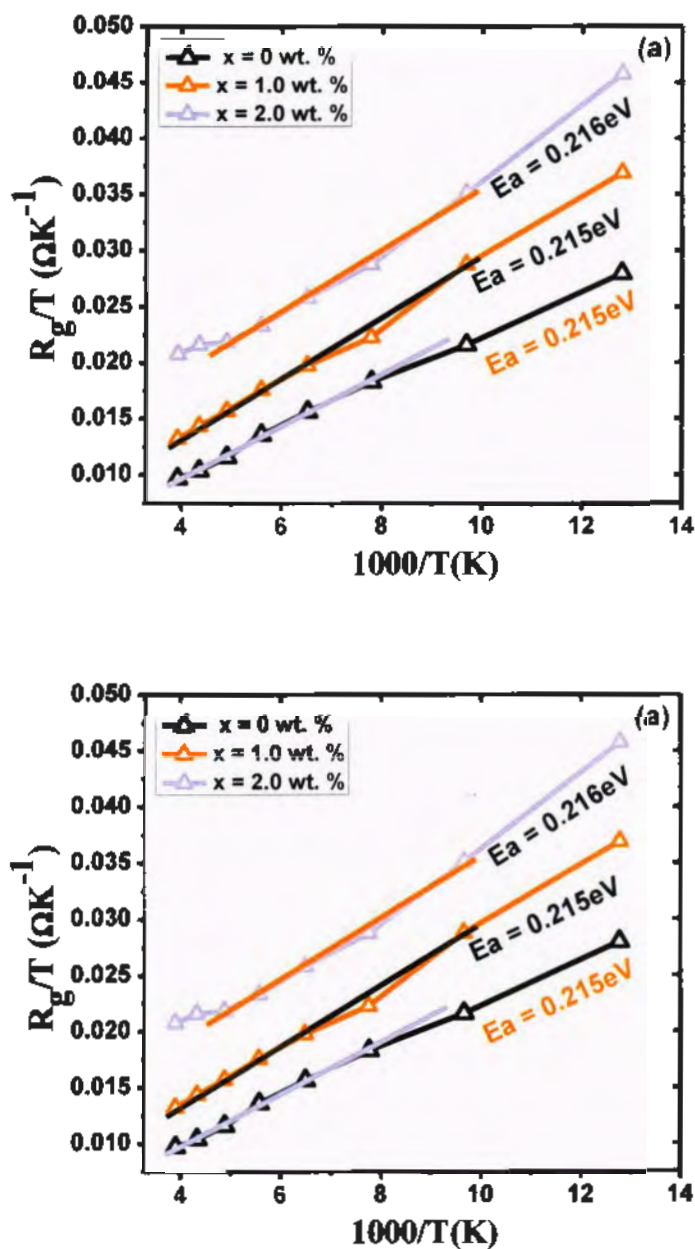 0.050
0.045
0.040
0.035
0.030
0.025
0.020
0.015
0.010
R_g/T (ΩK⁻¹)
(a)
x = 0 wt. %
x = 1.0 wt. %
x = 2.0 wt. %
Ea = 0.216eV
Ea = 0.215eV
Ea = 0.215eV
4 6 8 10 12 14
1000/T(K)
0.050
0.045
0.040
0.035
0.030
0.025
0.020
0.015
0.010
R_g/T (ΩK⁻¹)
(a)
x = 0 wt. %
x = 1.0 wt. %
x = 2.0 wt. %
Ea = 0.216eV
Ea = 0.215eV
Ea = 0.215eV
4 6 8 10 12 14
1000/T(K)